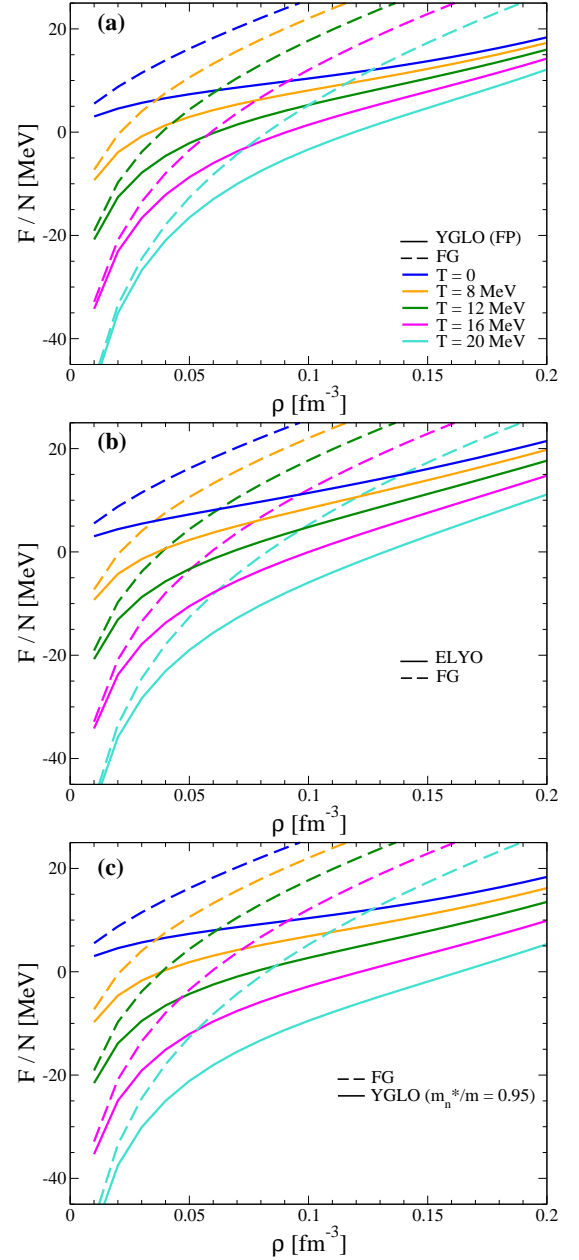 (a)
20
0
-20
-40
F / N [MeV]
YGLO (FP)
FG
T = 0
T = 8 MeV
T = 12 MeV
T = 16 MeV
T = 20 MeV
0 0.05 0.1 0.15 0.2
ρ [fm⁻³]
(b)
20
0
-20
-40
F / N [MeV]
ELYO
FG
0 0.05 0.1 0.15 0.2
ρ [fm⁻³]
(c)
20
0
-20
-40
F / N [MeV]
FG
YGLO (mₙ*/m = 0.95)
0 0.05 0.1 0.15 0.2
ρ [fm⁻³]